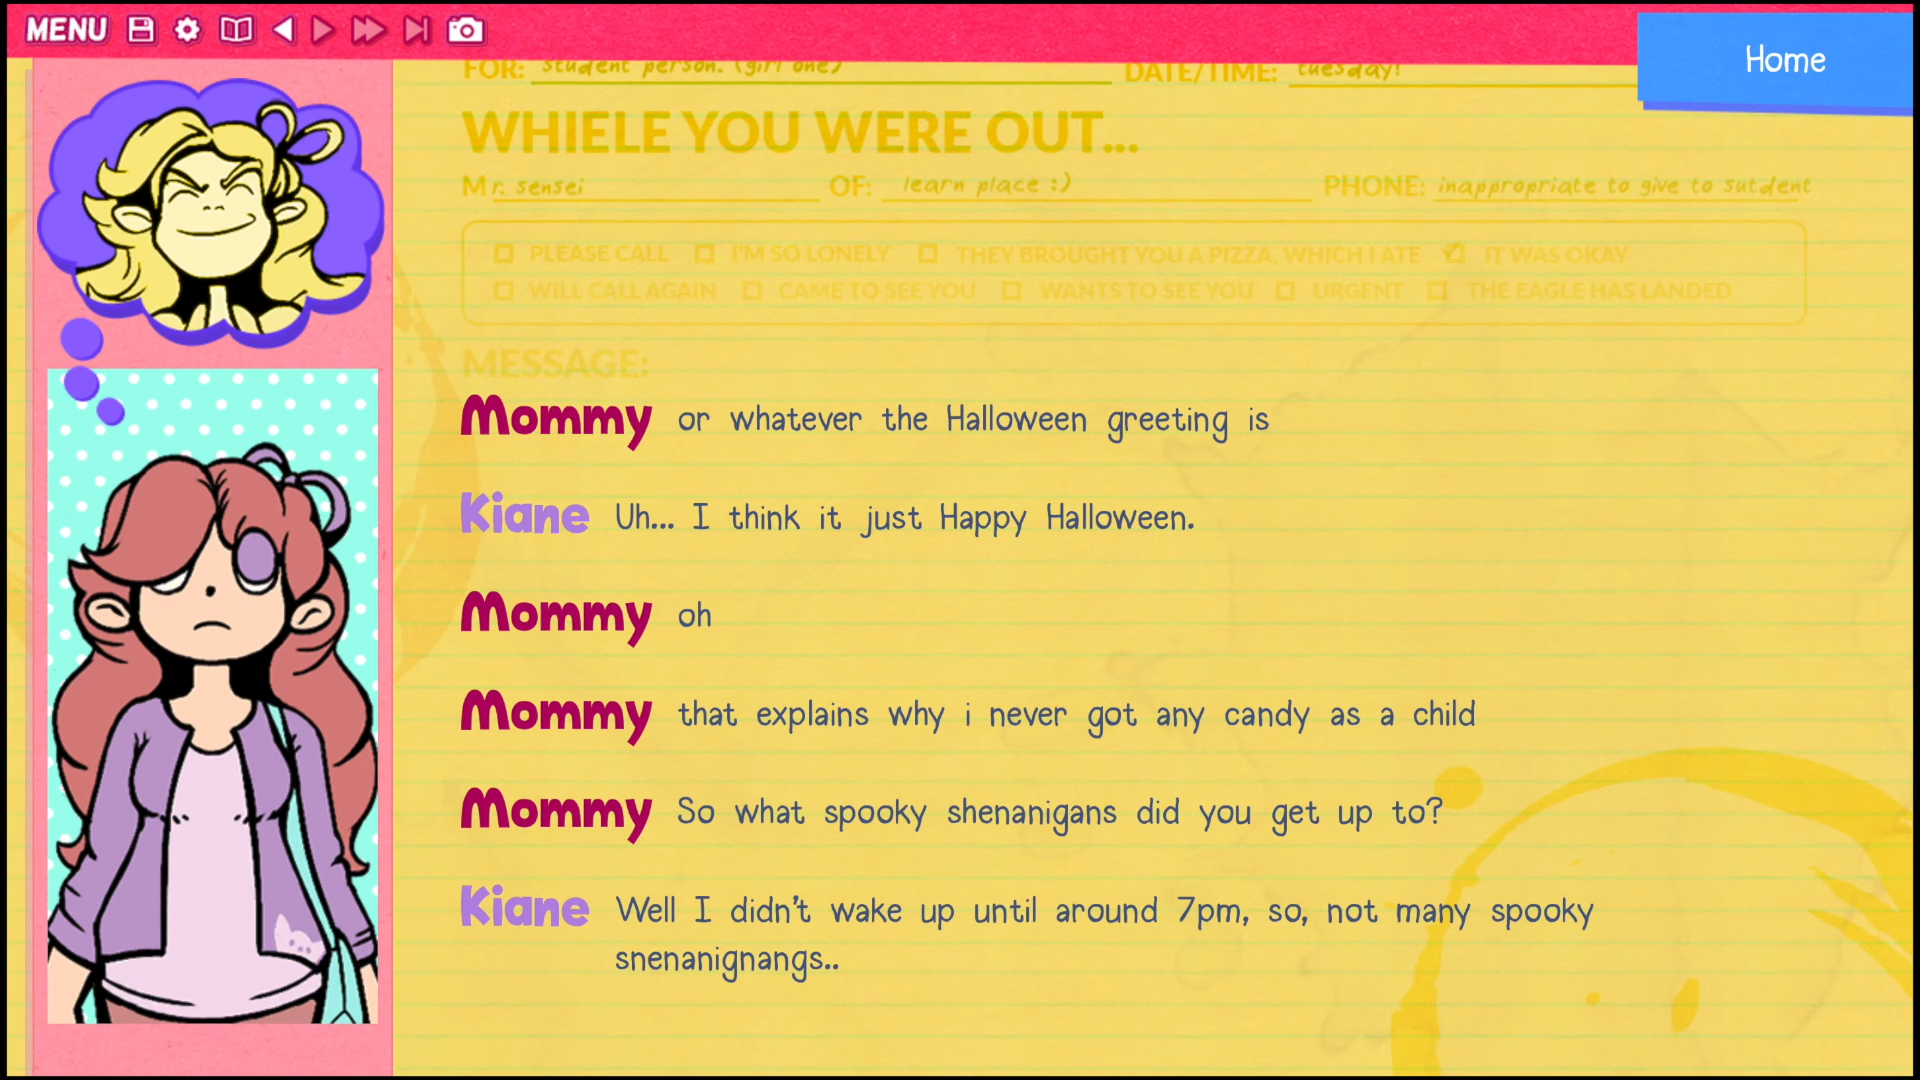 MENU
Home
FOR: student person. (girl one) DATE/TIME: tuesday!
WHIELE YOU WERE OUT...
Mr. sensei OF: learn place :) PHONE: inappropriate to give to sutdent
PLEASE CALL I'M SO LONELY THEY BROUGHT YOU A PIZZA, WHICH I ATE IT WAS OKAY
WILL CALL AGAIN CAME TO SEE YOU WANTS TO SEE YOU URGENT THE EAGLE HAS LANDED
MESSAGE:
Mommy or whatever the Halloween greeting is
Kiane Uh... I think it just Happy Halloween.
Mommy oh
Mommy that explains why i never got any candy as a child
Mommy So what spooky shenanigans did you get up to?
Kiane Well I didn't wake up until around 7pm, so, not many spooky
snenanignangs..